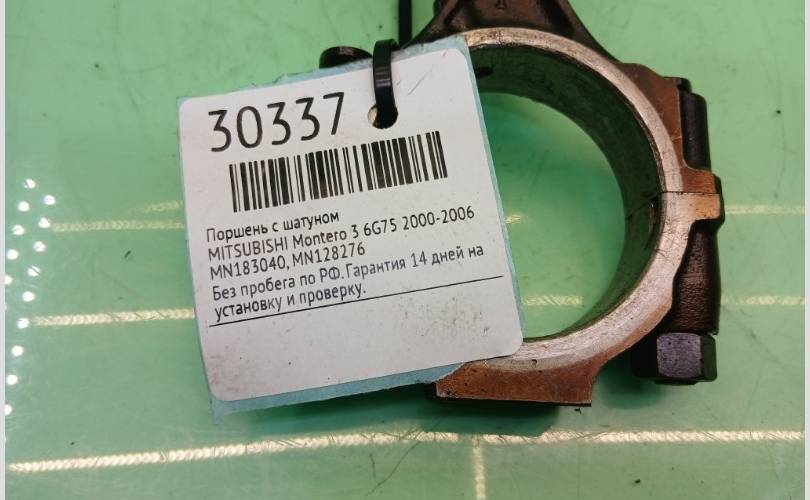 30337
Поршень с шатуном
MITSUBISHI Montero 3 6G75 2000-2006
MN183040, MN128276
Без пробега по РФ. Гарантия 14 дней на
установку и проверку.